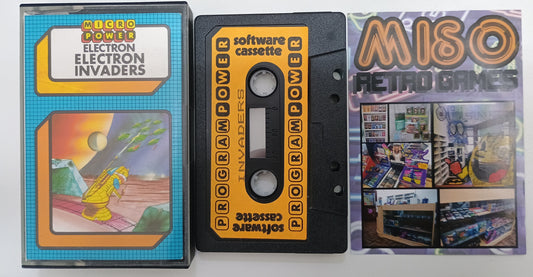 MICRO
POWER
ELECTRON
ELECTRON
INVADERS
software
cassette
PROGRAM POWER
INVADERS
PROGRAM POWER
software
cassette
MISO
RETRO GAMES